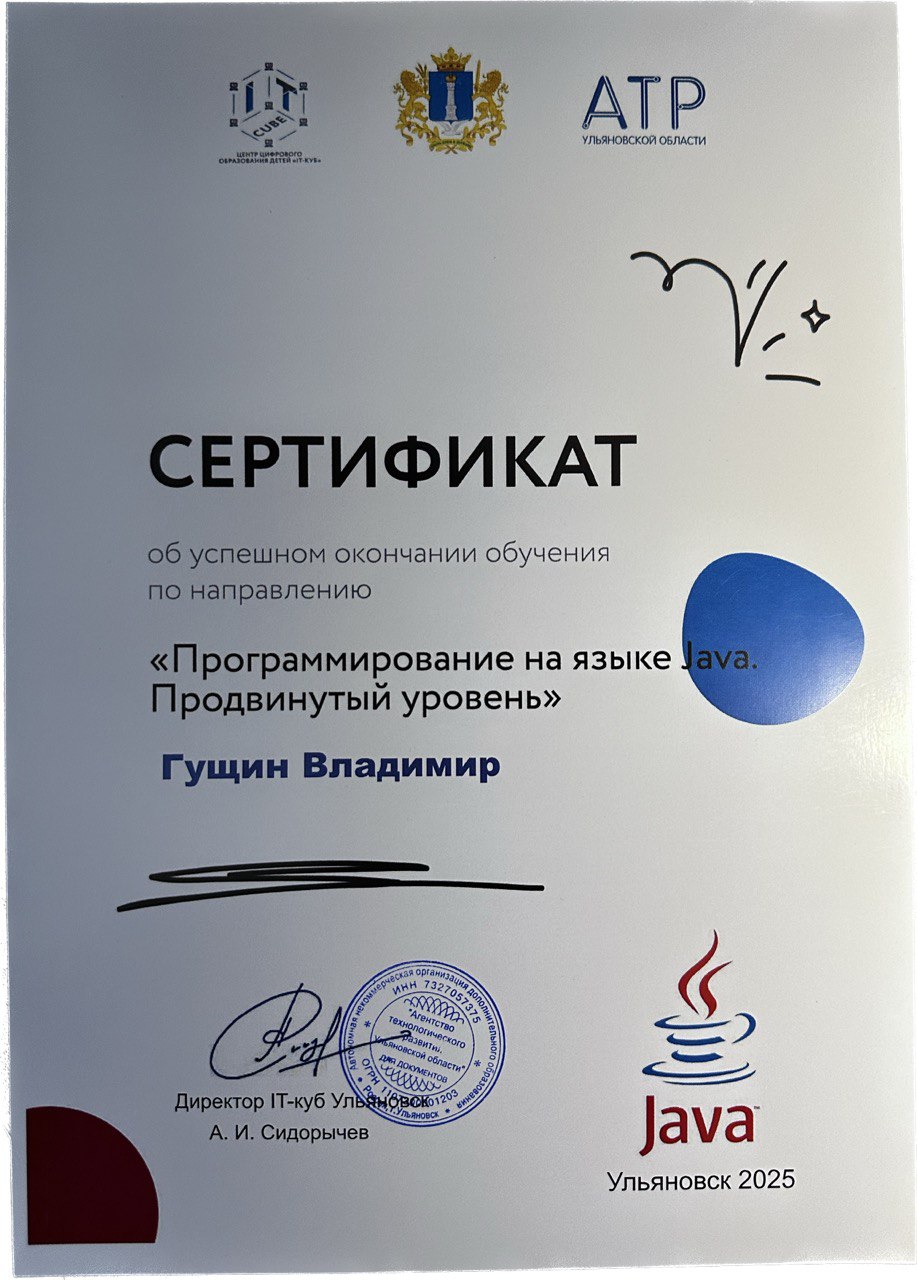 IT
CUBE
ЦЕНТР ЦИФРОВОГО
ОБРАЗОВАНИЯ ДЕТЕЙ «IT-КУБ»
АТР
УЛЬЯНОВСКОЙ ОБЛАСТИ
СЕРТИФИКАТ
об успешном окончании обучения
по направлению
«Программирование на языке Java.
Продвинутый уровень»
Гущин Владимир
Автономная некоммерческая организация дополнительного образования
ИНН 7327057375
"Агентство
технологического
развития
Ульяновской области"
ДЛЯ ДОКУМЕНТОВ
ОГРН
г. Ульяновск
Директор IT-куб Ульяновск
А. И. Сидорычев
Java
Ульяновск 2025